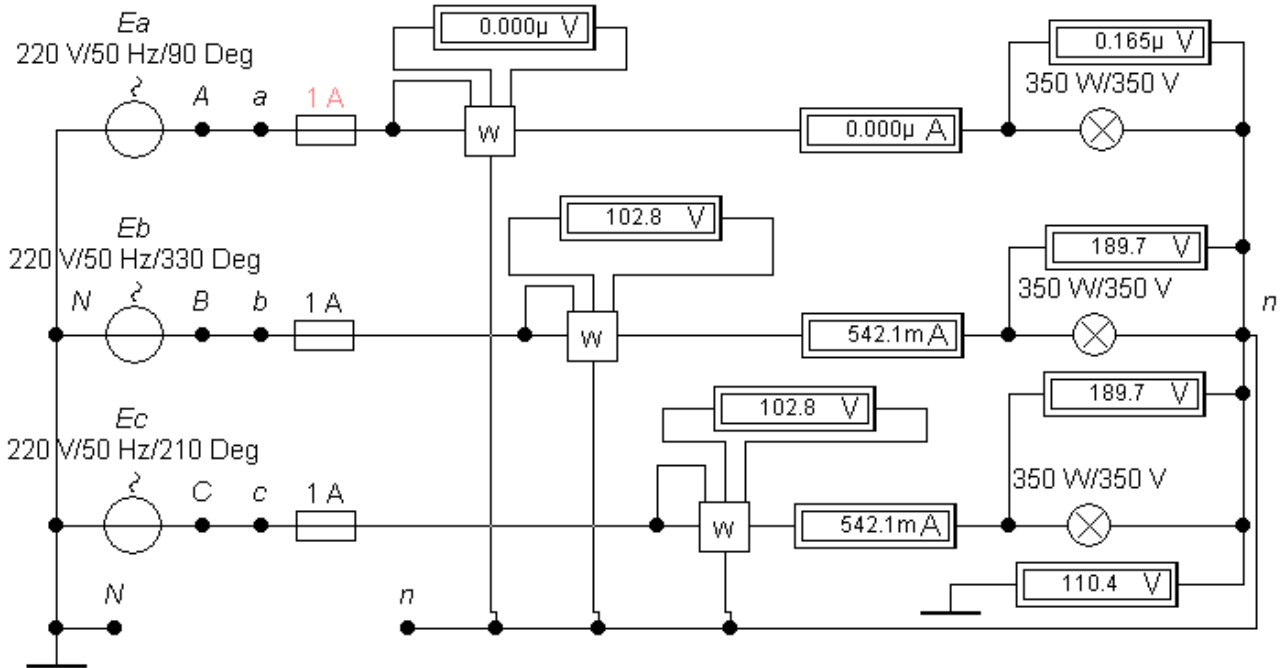 Ea
220 V/50 Hz/90 Deg
0.000µ V
0.165µ V
350 W/350 V
A
a
1 A
W
0.000µ A
Eb
220 V/50 Hz/330 Deg
102.8 V
189.7 V
350 W/350 V
N
B
b
1 A
W
542.1m A
n
Ec
220 V/50 Hz/210 Deg
102.8 V
189.7 V
C
c
1 A
W
542.1m A
350 W/350 V
N
n
110.4 V